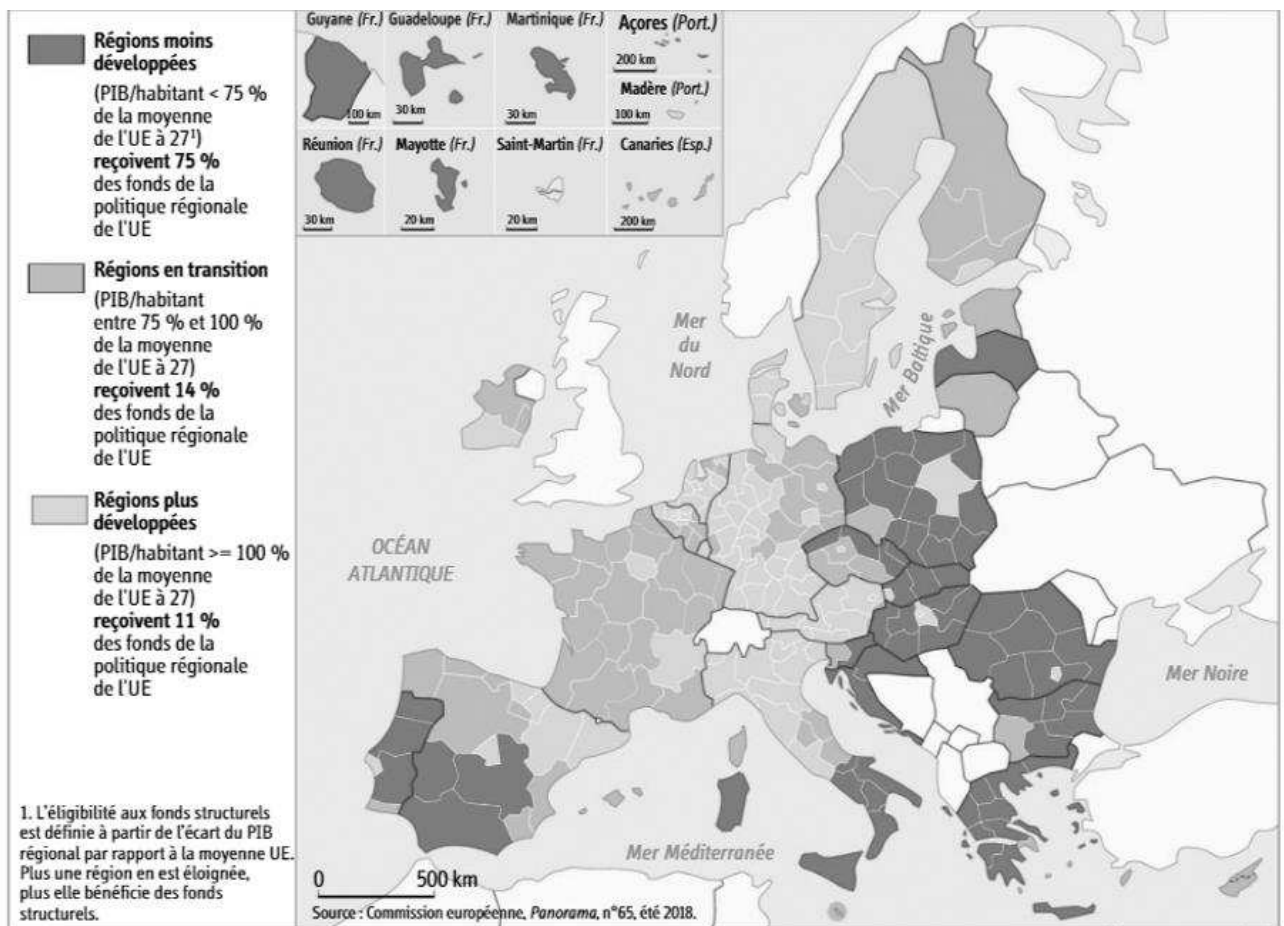 Régions moins
développées
(PIB/habitant < 75 %
de la moyenne
de l'UE à 27¹)
reçoivent 75 %
des fonds de la
politique régionale
de l'UE
Régions en transition
(PIB/habitant
entre 75 % et 100 %
de la moyenne
de l'UE à 27)
reçoivent 14 %
des fonds de la
politique régionale
de l'UE
Régions plus
développées
(PIB/habitant >= 100 %
de la moyenne
de l'UE à 27)
reçoivent 11 %
des fonds de la
politique régionale
de l'UE
1. L'éligibilité aux fonds structurels
est définie à partir de l'écart du PIB
régional par rapport à la moyenne UE.
Plus une région en est éloignée,
plus elle bénéficie des fonds
structurels.
Guyane (Fr.)
100 km
Guadeloupe (Fr.)
30 km
Martinique (Fr.)
30 km
Açores (Port.)
200 km
Madère (Port.)
100 km
Réunion (Fr.)
30 km
Mayotte (Fr.)
20 km
Saint-Martin (Fr.)
20 km
Canaries (Esp.)
200 km
Mer
du
Nord
Mer Baltique
OCÉAN
ATLANTIQUE
Mer Noire
Mer Méditerranée
0 500 km
Source : Commission européenne, Panorama, n°65, été 2018.